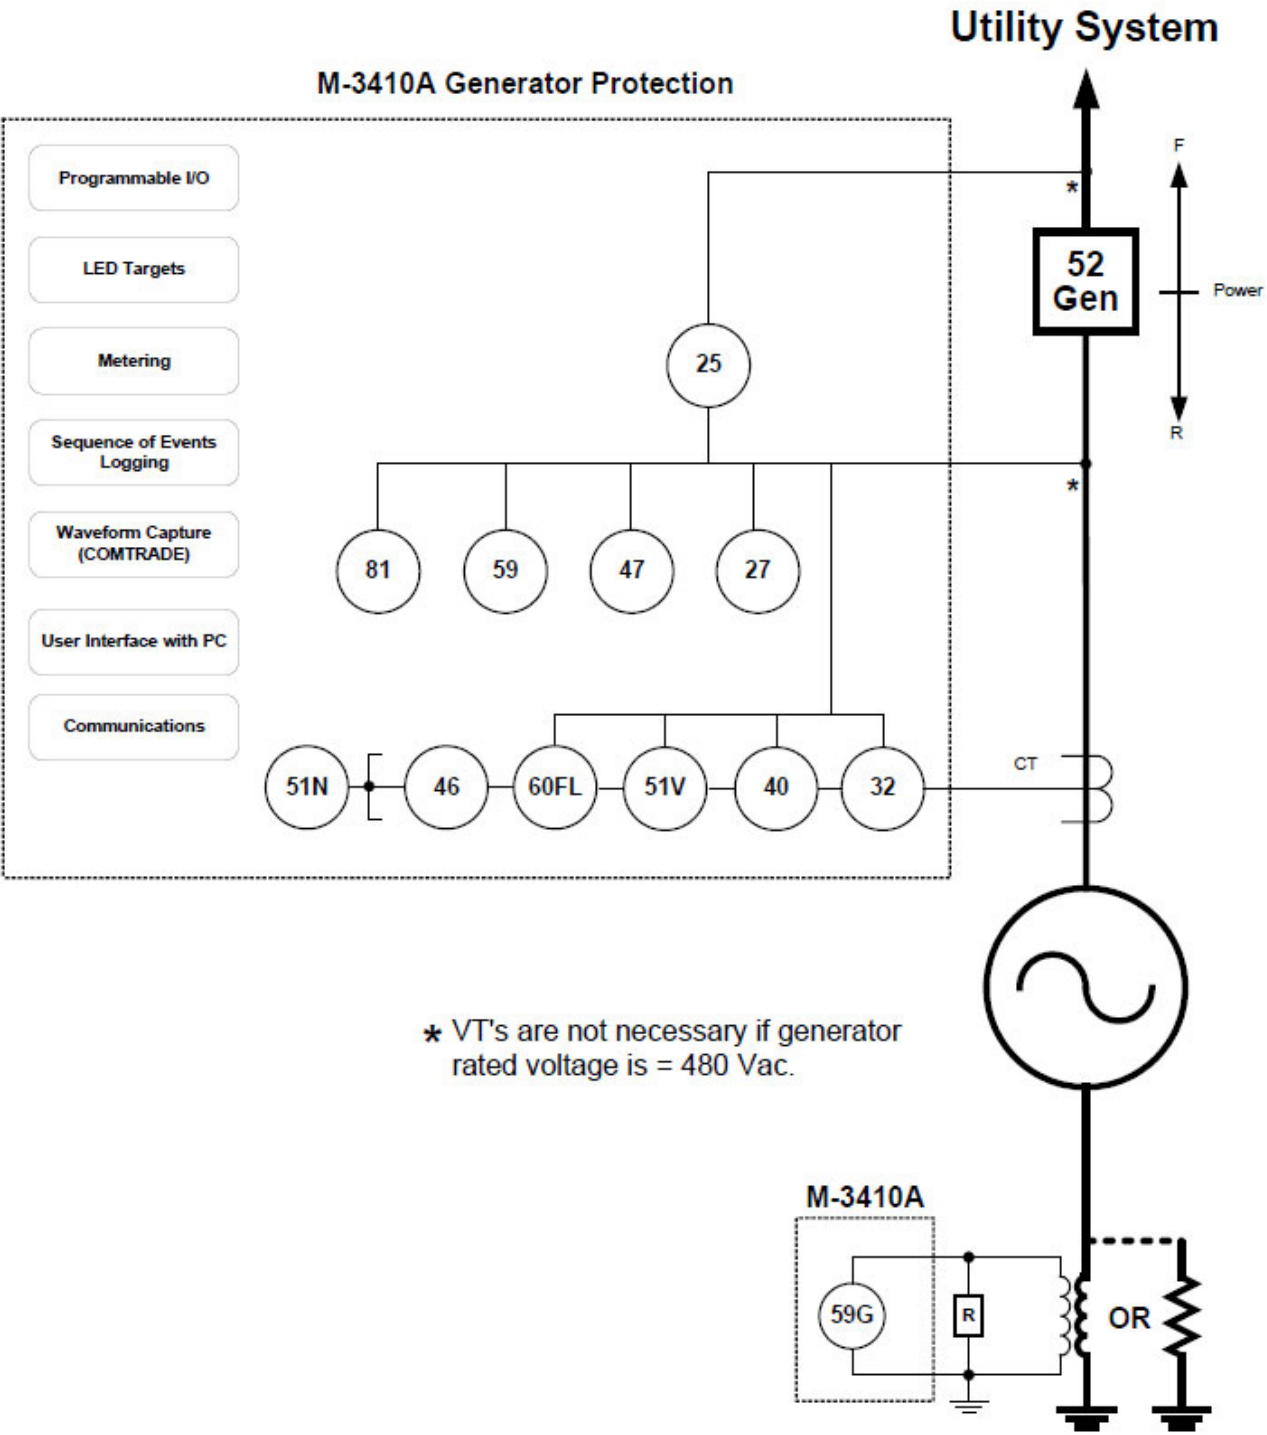 Utility System
M-3410A Generator Protection
Programmable I/O
LED Targets
Metering
Sequence of Events
Logging
Waveform Capture
(COMTRADE)
User Interface with PC
Communications
F
*
52
Gen
Power
R
25
*
81
59
47
27
51N
46
60FL
51V
40
32
CT
* VT's are not necessary if generator
rated voltage is = 480 Vac.
M-3410A
59G
R
OR